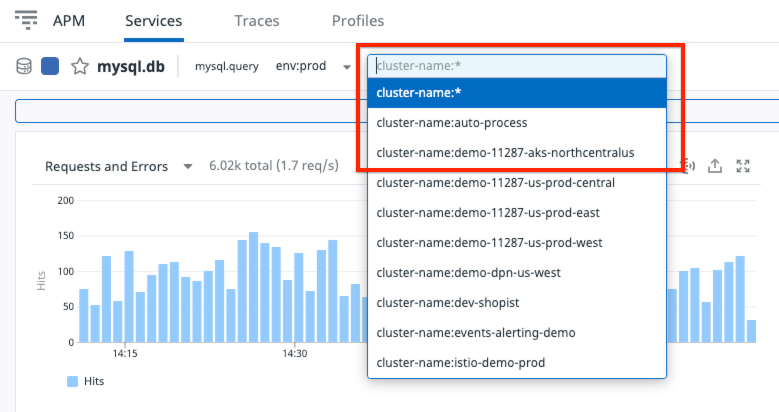 APM Services Traces Profiles
mysql.db mysql.query env:prod cluster-name:*
cluster-name:*
cluster-name:auto-process
cluster-name:demo-11287-aks-northcentralus
Requests and Errors 6.02k total (1.7 req/s)
cluster-name:demo-11287-us-prod-central
cluster-name:demo-11287-us-prod-east
cluster-name:demo-11287-us-prod-west
cluster-name:demo-dpn-us-west
cluster-name:dev-shopist
cluster-name:events-alerting-demo
cluster-name:istio-demo-prod
200
150
100
50
0
Hits
14:15 14:30
Hits